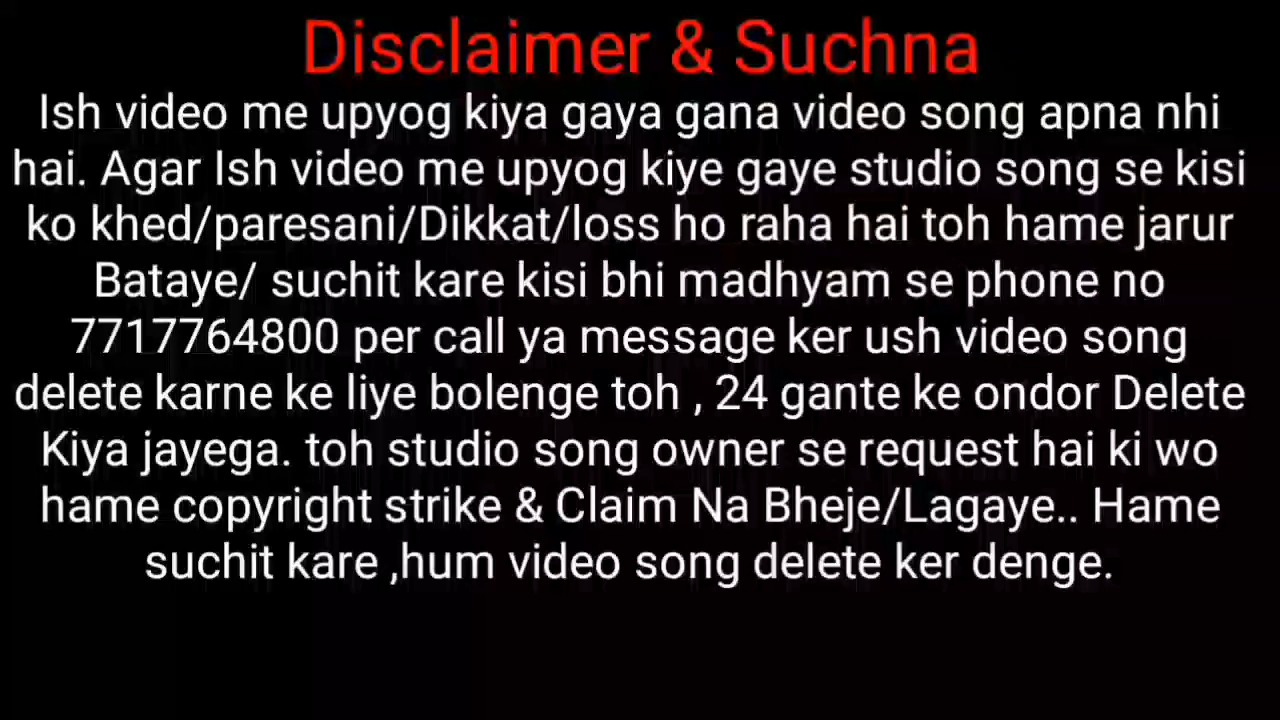 Disclaimer & Suchna
Ish video me upyog kiya gaya gana video song apna nhi
hai. Agar Ish video me upyog kiye gaye studio song se kisi
ko khed/paresani/Dikkat/loss ho raha hai toh hame jarur
Bataye/ suchit kare kisi bhi madhyam se phone no
7717764800 per call ya message ker ush video song
delete karne ke liye bolenge toh , 24 gante ke ondor Delete
Kiya jayega. toh studio song owner se request hai ki wo
hame copyright strike & Claim Na Bheje/Lagaye.. Hame
suchit kare ,hum video song delete ker denge.